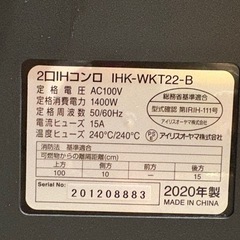 2口IHコンロ IHK-WKT22-B
定格電圧 AC100V
定格消費電力 1400W
定格周波数 50/60Hz
電流ヒューズ 15A
温度ヒューズ 240℃/240℃
総務省基準適合
型式確認 第IRIH-111号
アイリスオーヤマ株式会社
アイリスオーヤマ株式会社
消防法 基準適合
可燃物からの離隔距離(cm)
上方 側方 前方 後方
100 10 ー 15
Serial No:
201208883
2020年製
MADE IN CHINA